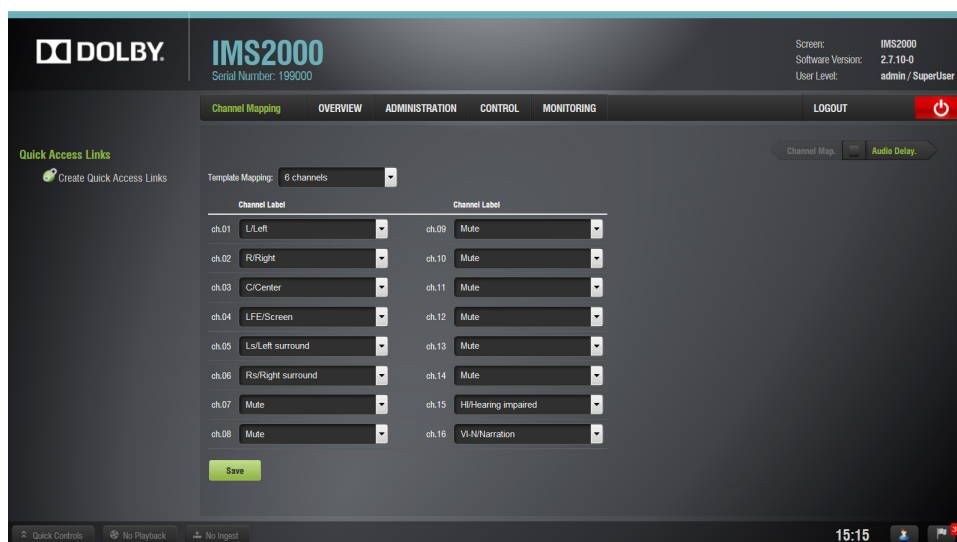 DOLBY.
IMS2000
Serial Number: 199000
Screen: IMS2000
Software Version: 2.7.10-0
User Level: admin / SuperUser
Channel Mapping OVERVIEW ADMINISTRATION CONTROL MONITORING LOGOUT
Quick Access Links
Create Quick Access Links
Channel Map. Audio Delay.
Template Mapping: 6 channels
Channel Label Channel Label
ch.01 L/Left ch.09 Mute
ch.02 R/Right ch.10 Mute
ch.03 C/Center ch.11 Mute
ch.04 LFE/Screen ch.12 Mute
ch.05 Ls/Left surround ch.13 Mute
ch.06 Rs/Right surround ch.14 Mute
ch.07 Mute ch.15 HI/Hearing impaired
ch.08 Mute ch.16 VI-N/Narration
Save
Quick Controls No Playback No Ingest 15:15 3